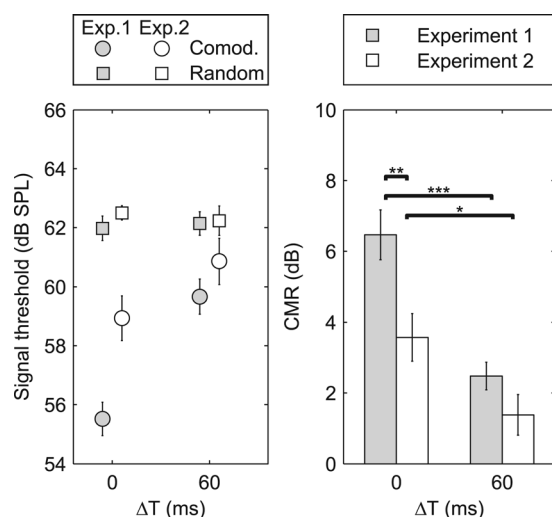 Exp.1 Exp.2
Comod.
Random
Experiment 1
Experiment 2
Signal threshold (dB SPL)
66
64
62
60
58
56
54
0
60
ΔT (ms)
CMR (dB)
10
8
6
4
2
0
**
***
*
0
60
ΔT (ms)